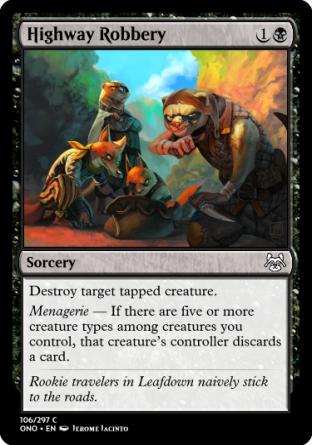 Highway Robbery 1
Sorcery
Destroy target tapped creature.
Menagerie — If there are five or more
creature types among creatures you
control, that creature's controller discards
a card.
Rookie travelers in Leafdown naively stick
to the roads.
106/297 C
ONO • EN Jerome Jacinto